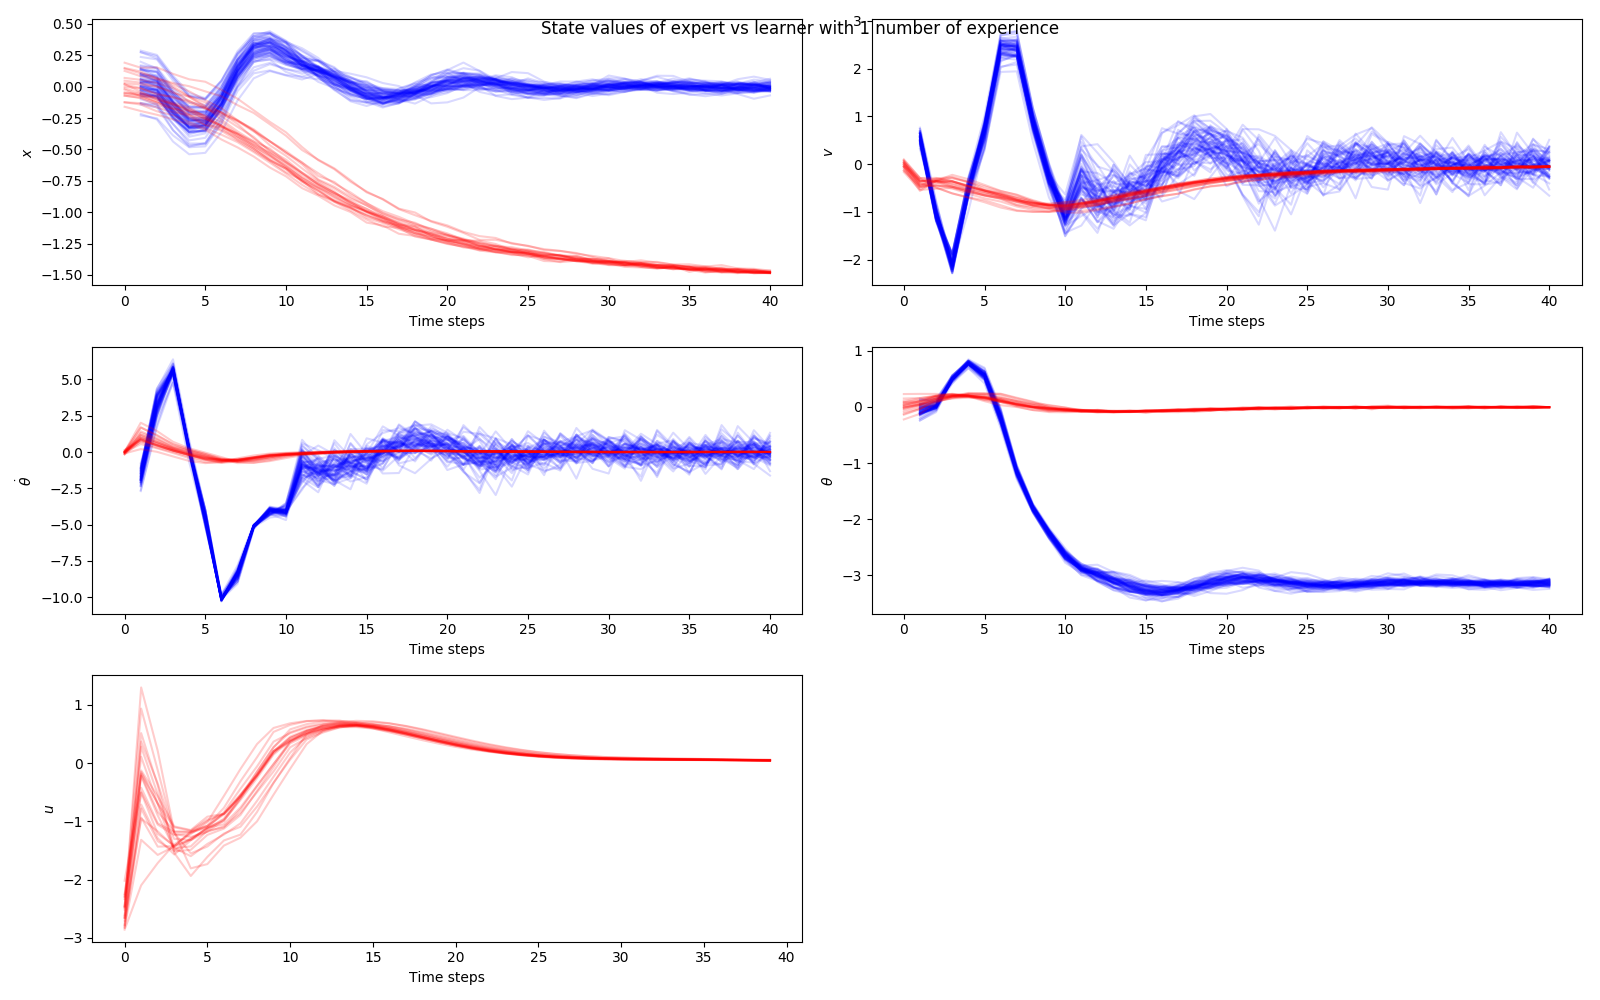 State values of expert vs learner with 1 number of experience
0.50
0.25
0.00
−0.25
−0.50
−0.75
−1.00
−1.25
−1.50
x
0 5 10 15 20 25 30 35 40
Time steps
3
2
1
0
−1
−2
v
0 5 10 15 20 25 30 35 40
Time steps
5.0
2.5
0.0
−2.5
−5.0
−7.5
−10.0
θ̇
0 5 10 15 20 25 30 35 40
Time steps
1
0
−1
−2
−3
θ
0 5 10 15 20 25 30 35 40
Time steps
1
0
−1
−2
−3
u
0 5 10 15 20 25 30 35 40
Time steps